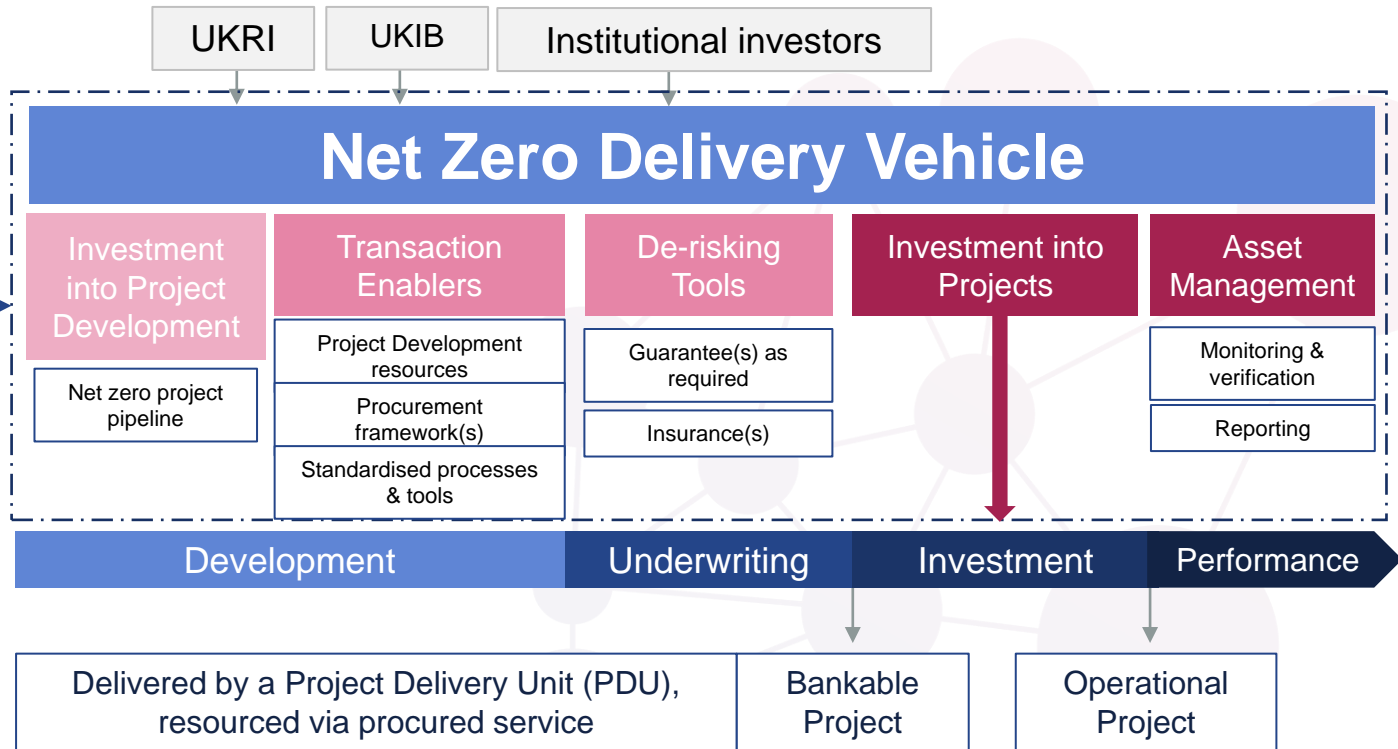 UKRI
UKIB
Institutional investors
Net Zero Delivery Vehicle
Investment
into Project
Development
Transaction
Enablers
De-risking
Tools
Investment into
Projects
Asset
Management
Net zero project
pipeline
Project Development
resources
Procurement
framework(s)
Standardised processes
& tools
Guarantee(s) as
required
Insurance(s)
Monitoring &
verification
Reporting
Development
Underwriting
Investment
Performance
Delivered by a Project Delivery Unit (PDU),
resourced via procured service
Bankable
Project
Operational
Project